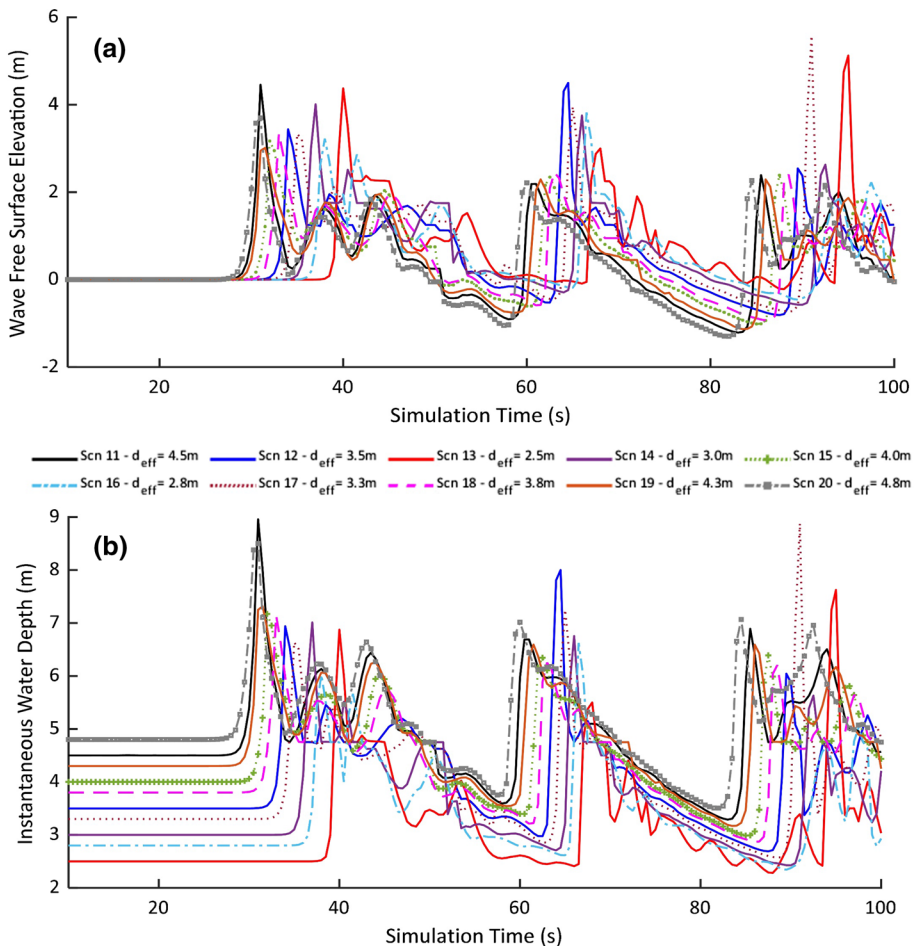 (a)
Wave Free Surface Elevation (m)
6
4
2
0
-2
20 40 60 80 100
Simulation Time (s)
Scn 11 - deff= 4.5m Scn 12 - deff= 3.5m Scn 13 - deff= 2.5m Scn 14 - deff= 3.0m Scn 15 - deff= 4.0m
Scn 16 - deff= 2.8m Scn 17 - deff= 3.3m Scn 18 - deff= 3.8m Scn 19 - deff= 4.3m Scn 20 - deff= 4.8m
(b)
Instantaneous Water Depth (m)
9
8
7
6
5
4
3
2
20 40 60 80 100
Simulation Time (s)